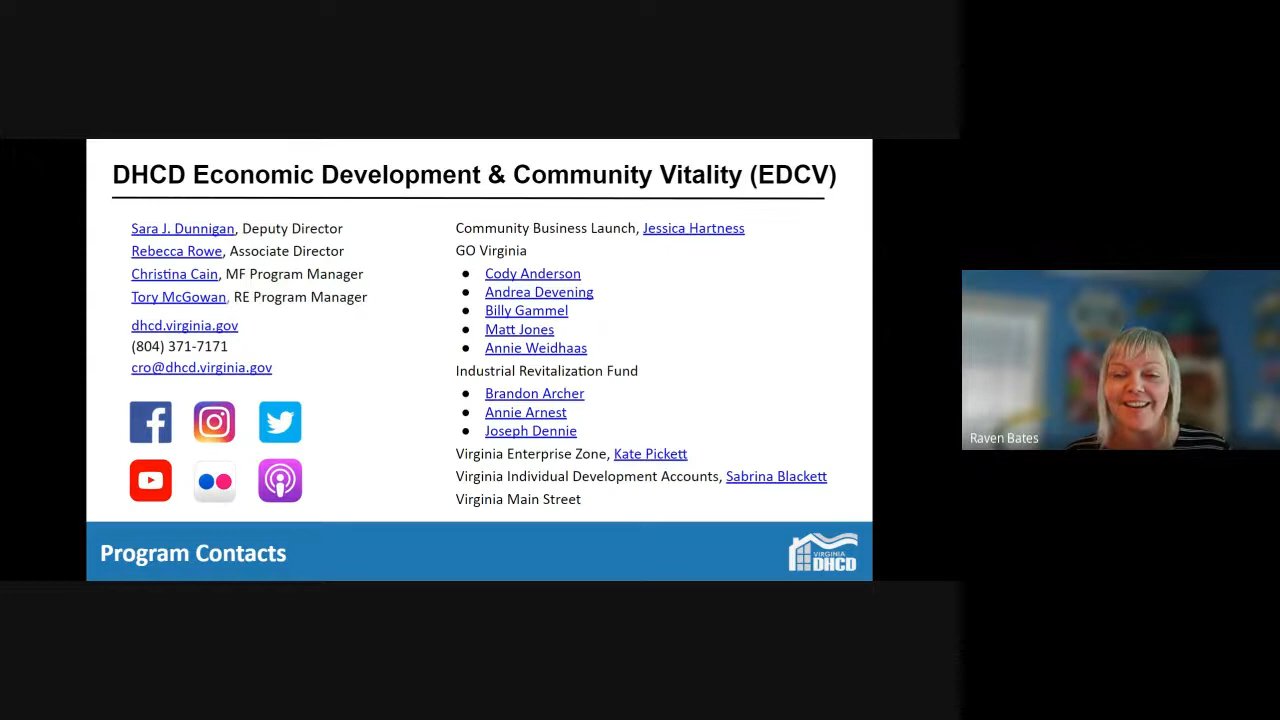 DHCD Economic Development & Community Vitality (EDCV)
Sara J. Dunnigan, Deputy Director
Rebecca Rowe, Associate Director
Christina Cain, MF Program Manager
Tory McGowan, RE Program Manager
dhcd.virginia.gov
(804) 371-7171
cro@dhcd.virginia.gov
Community Business Launch, Jessica Hartness
GO Virginia
● Cody Anderson
● Andrea Devening
● Billy Gammel
● Matt Jones
● Annie Weidhaas
Industrial Revitalization Fund
● Brandon Archer
● Annie Arnest
● Joseph Dennie
Virginia Enterprise Zone, Kate Pickett
Virginia Individual Development Accounts, Sabrina Blackett
Virginia Main Street
Program Contacts
VIRGINIA
DHCD
Raven Bates